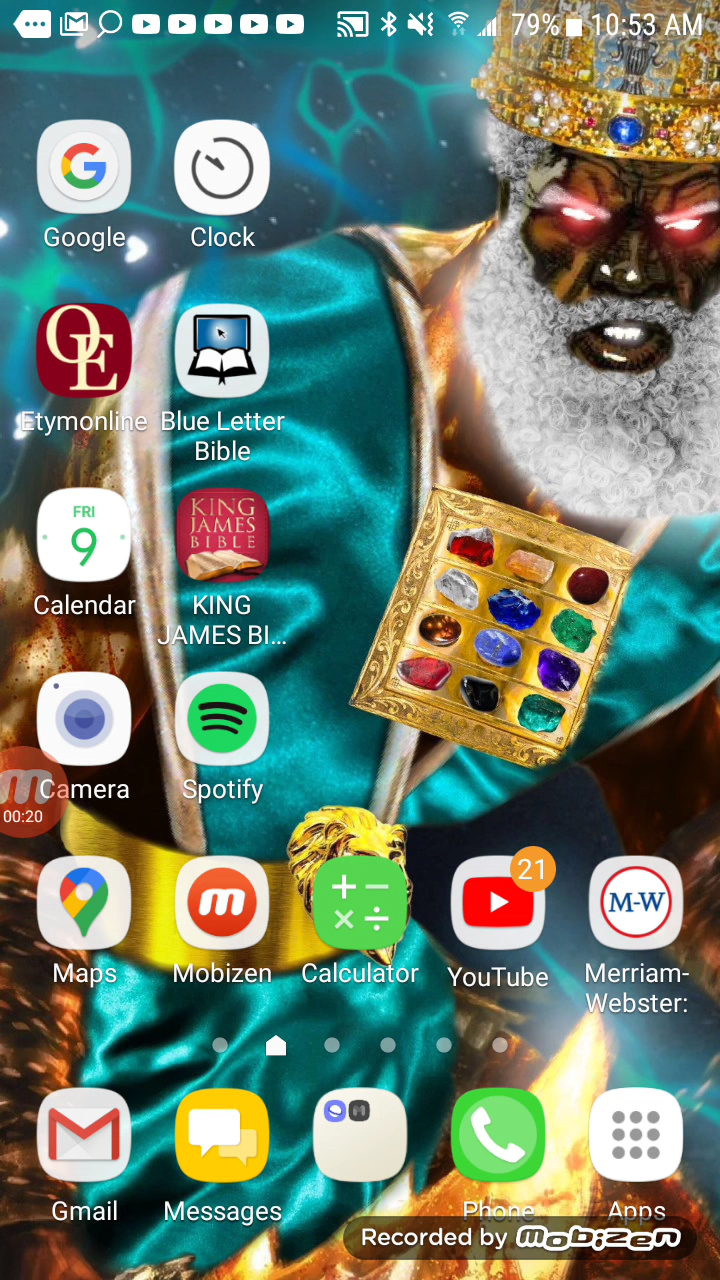 79% 10:53 AM
Google Clock
OE
Etymonline Blue Letter
Bible
FRI
9
KING
JAMES
BIBLE
Calendar KING
JAMES BI...
Camera Spotify
m
00:20
21
m
M-W
Maps Mobizen Calculator YouTube Merriam-
Webster:
Gmail Messages Phone Apps
Recorded by mobizen